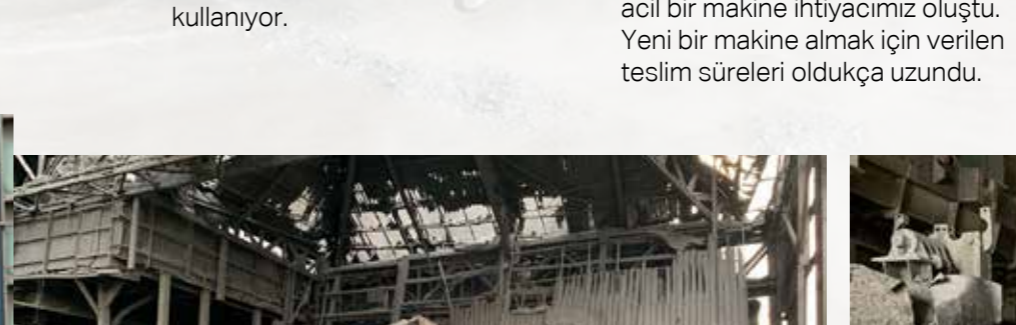 kullanıyor.
acil bir makine ihtiyacımız oluştu.
Yeni bir makine almak için verilen
teslim süreleri oldukça uzundu.